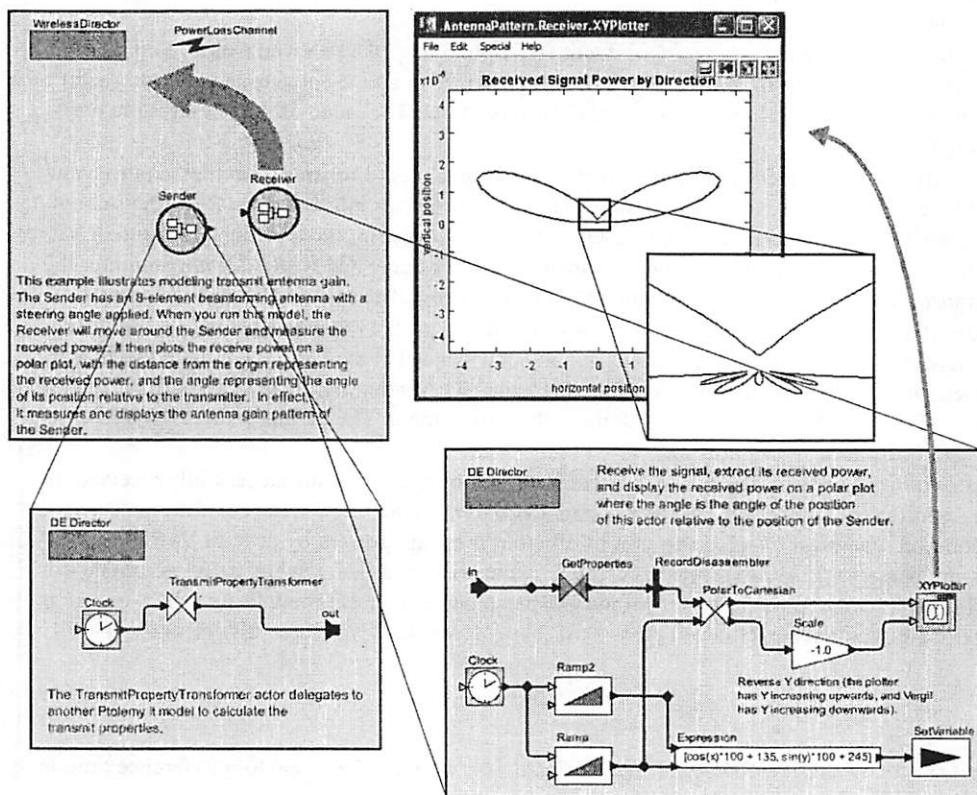 WirelessDirector
PowerLossChannel
Sender
Receiver
This example illustrates modeling transmit antenna gain.
The Sender has an 8-element beamforming antenna with a
steering angle applied. When you run this model, the
Receiver will move around the Sender and measure the
received power. It then plots the receive power on a
polar plot, with the distance from the origin representing
the received power, and the angle representing the angle
of its position relative to the transmitter. In effect,
it measures and displays the antenna gain pattern of
the Sender.
.AntennaPattern.Receiver.XYPlotter
File Edit Special Help
Received Signal Power by Direction
4
3
2
1
0
-1
-2
-3
-4
vertical position
-4 -3 -2 -1 0 1 2 3 4
horizontal position
DE Director
TransmitPropertyTransformer
Clock
out
The TransmitPropertyTransformer actor delegates to
another Ptolemy II model to calculate the
transmit properties.
DE Director
Receive the signal, extract its received power,
and display the received power on a polar plot
where the angle is the angle of the position
of this actor relative to the position of the Sender.
in
GetProperties
RecordDisassembler
PolarToCartesian
XYPlotter
Scale
-1.0
Clock
Ramp2
Reverse Y direction (the plotter
has Y increasing upwards, and Vergil
has Y increasing downwards).
Ramp
Expression
[cos(x)*100 + 135, sin(y)*100 + 245]
SetVariable